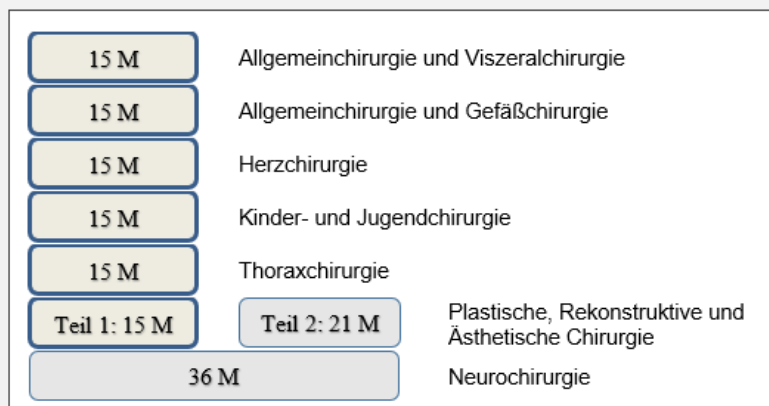 15 M Allgemeinchirurgie und Viszeralchirurgie
15 M Allgemeinchirurgie und Gefäßchirurgie
15 M Herzchirurgie
15 M Kinder- und Jugendchirurgie
15 M Thoraxchirurgie
Teil 1: 15 M Teil 2: 21 M Plastische, Rekonstruktive und
Ästhetische Chirurgie
36 M Neurochirurgie